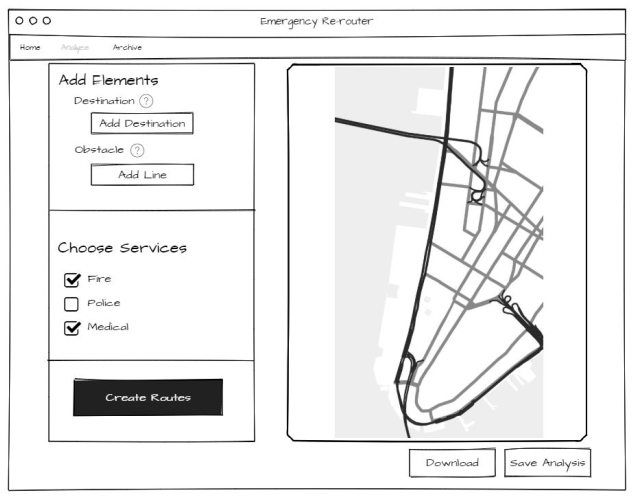 Emergency Re-router
Home Analyze Archive
Add Elements
Destination ?
Add Destination
Obstacle ?
Add Line
Choose Services
Fire
Police
Medical
Create Routes
Download Save Analysis